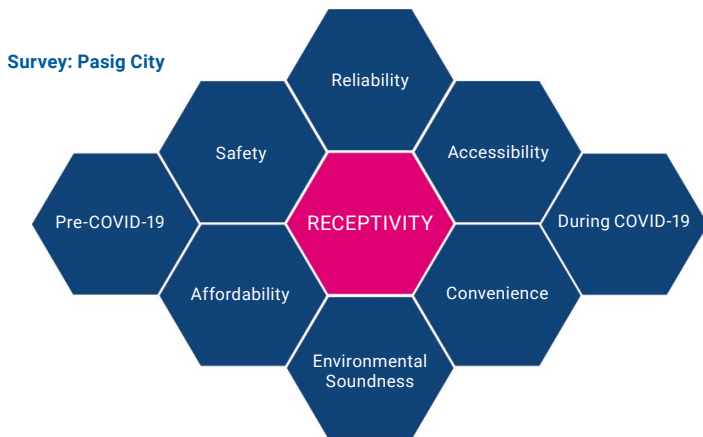 Survey: Pasig City
Reliability
Safety
Accessibility
Pre-COVID-19
RECEPTIVITY
During COVID-19
Affordability
Convenience
Environmental
Soundness